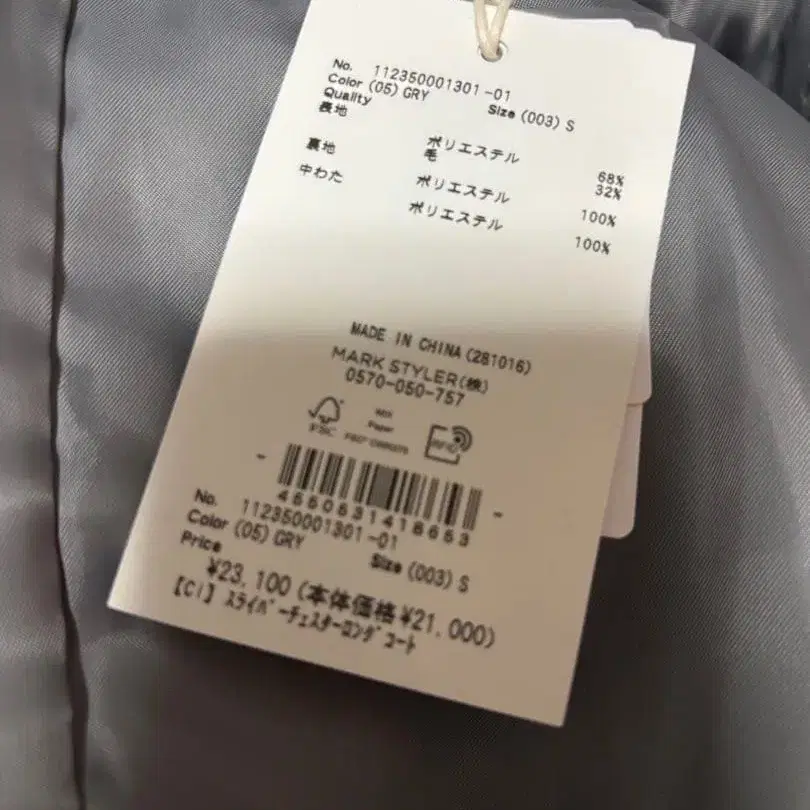 No. 112350001301-01
Color (05) GRY Size (003) S
Quality
表地 ポリエステル 68%
毛 32%
裏地 ポリエステル 100%
中わた ポリエステル 100%
MADE IN CHINA(281016)
MARK STYLER(株)
0570-050-757
FSC
MIX
Paper
RFID
4550631418653
No. 112350001301-01
Color (05) GRY Size (003) S
Price
¥23,100 (本体価格¥21,000)
【CI】スライバーチェスターロングコート